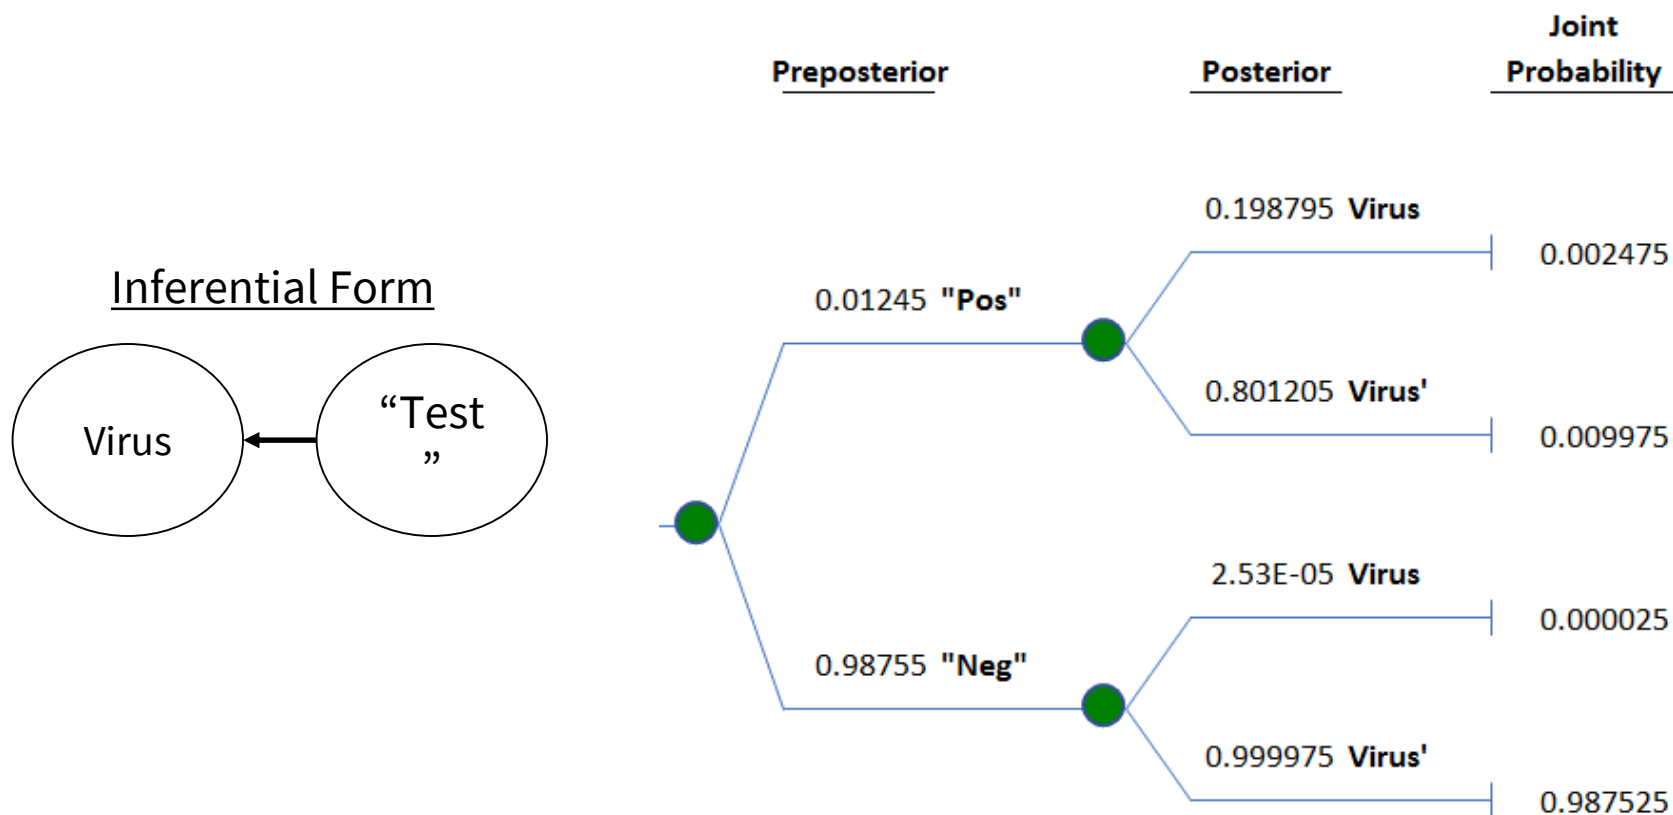 Joint
Preposterior Posterior Probability
0.198795 Virus
0.002475
Inferential Form
0.01245 "Pos"
0.801205 Virus'
0.009975
Virus
“Test
”
2.53E-05 Virus
0.000025
0.98755 "Neg"
0.999975 Virus'
0.987525